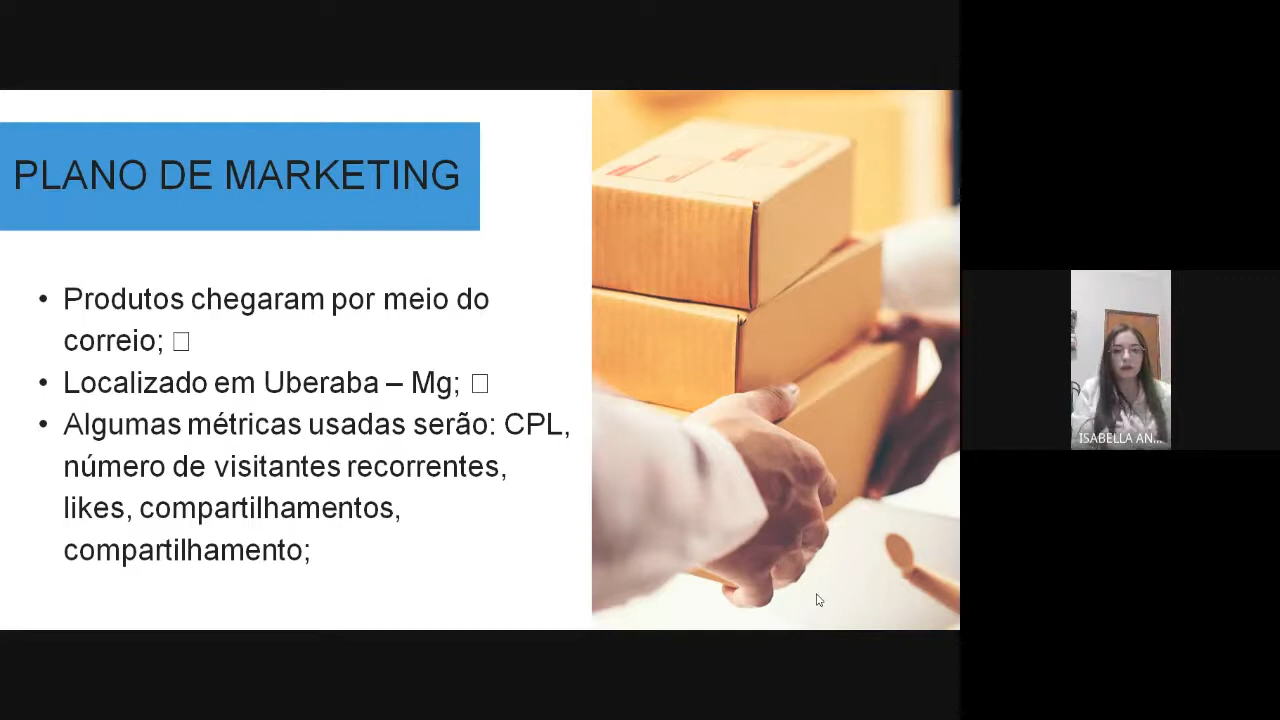 PLANO DE MARKETING
• Produtos chegaram por meio do
correio; □
• Localizado em Uberaba – Mg; □
• Algumas métricas usadas serão: CPL,
número de visitantes recorrentes,
likes, compartilhamentos,
compartilhamento;
ISABELLA AN...